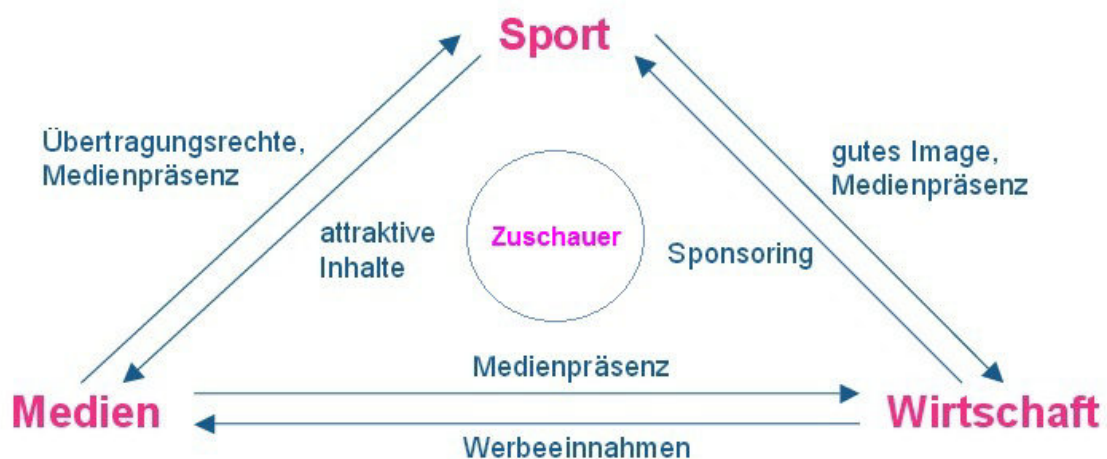 Sport
Übertragungsrechte,
Medienpräsenz
gutes Image,
Medienpräsenz
attraktive
Inhalte
Zuschauer
Sponsoring
Medienpräsenz
Medien
Wirtschaft
Werbeeinnahmen